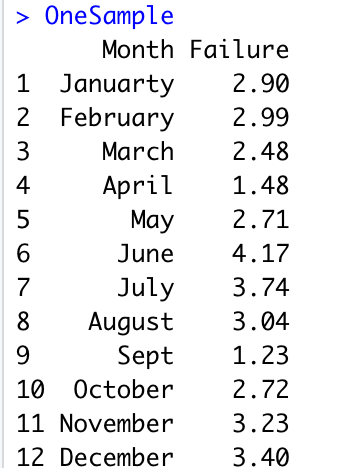 > OneSample
Month Failure
1 Januarty 2.90
2 February 2.99
3 March 2.48
4 April 1.48
5 May 2.71
6 June 4.17
7 July 3.74
8 August 3.04
9 Sept 1.23
10 October 2.72
11 November 3.23
12 December 3.40